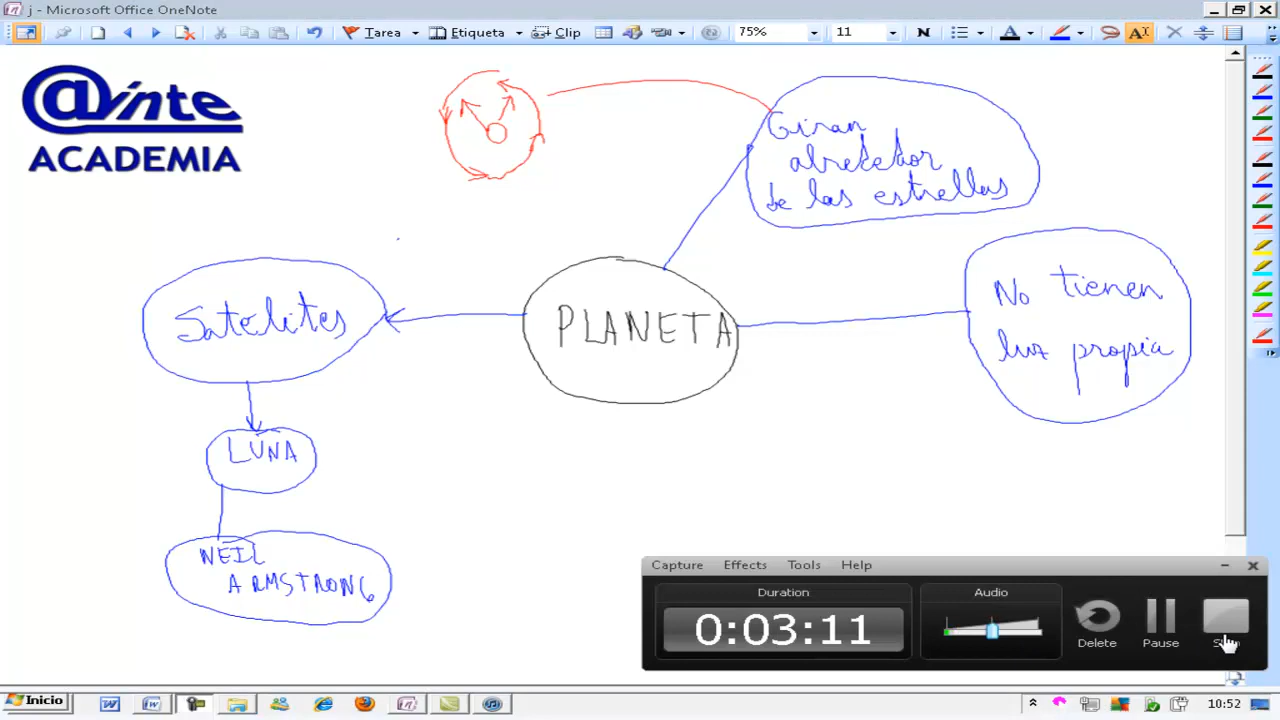 j - Microsoft Office OneNote
Tarea
Etiqueta
Clip
75%
11
N
A
@inte
ACADEMIA
Giran
alrededor
de las estrellas
Satelites
PLANETA
No tienen
luz propia
LUNA
NEIL
ARMSTRONG
Capture Effects Tools Help
Duration
Audio
0:03:11
Delete
Pause
Inicio
10:52